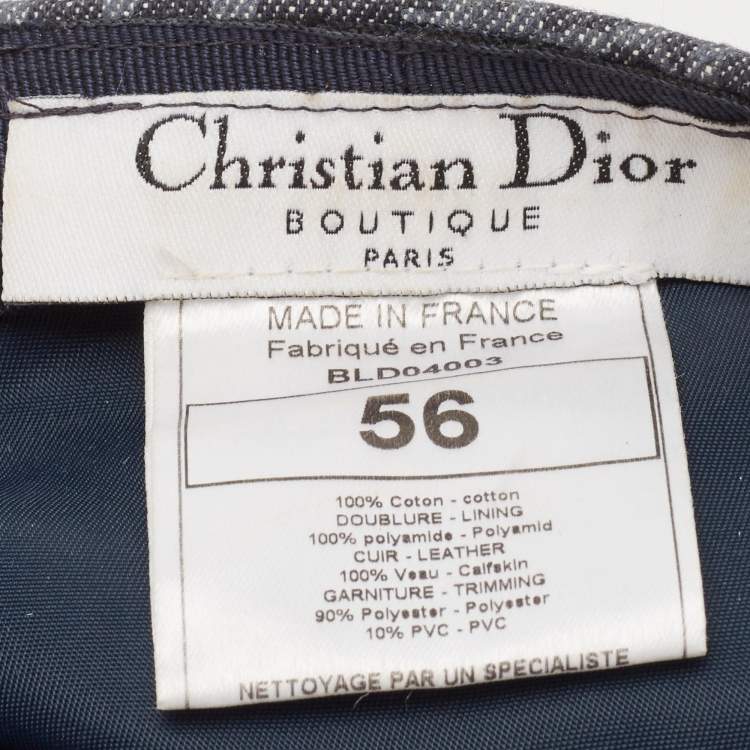 Christian Dior
BOUTIQUE
PARIS
MADE IN FRANCE
Fabriqué en France
BLD04003
56
100% Coton - cotton
DOUBLURE - LINING
100% polyamide - Polyamid
CUIR - LEATHER
100% Veau - Calfskin
GARNITURE - TRIMMING
90% Polyester - Polyester
10% PVC - PVC
NETTOYAGE PAR UN SPECIALISTE